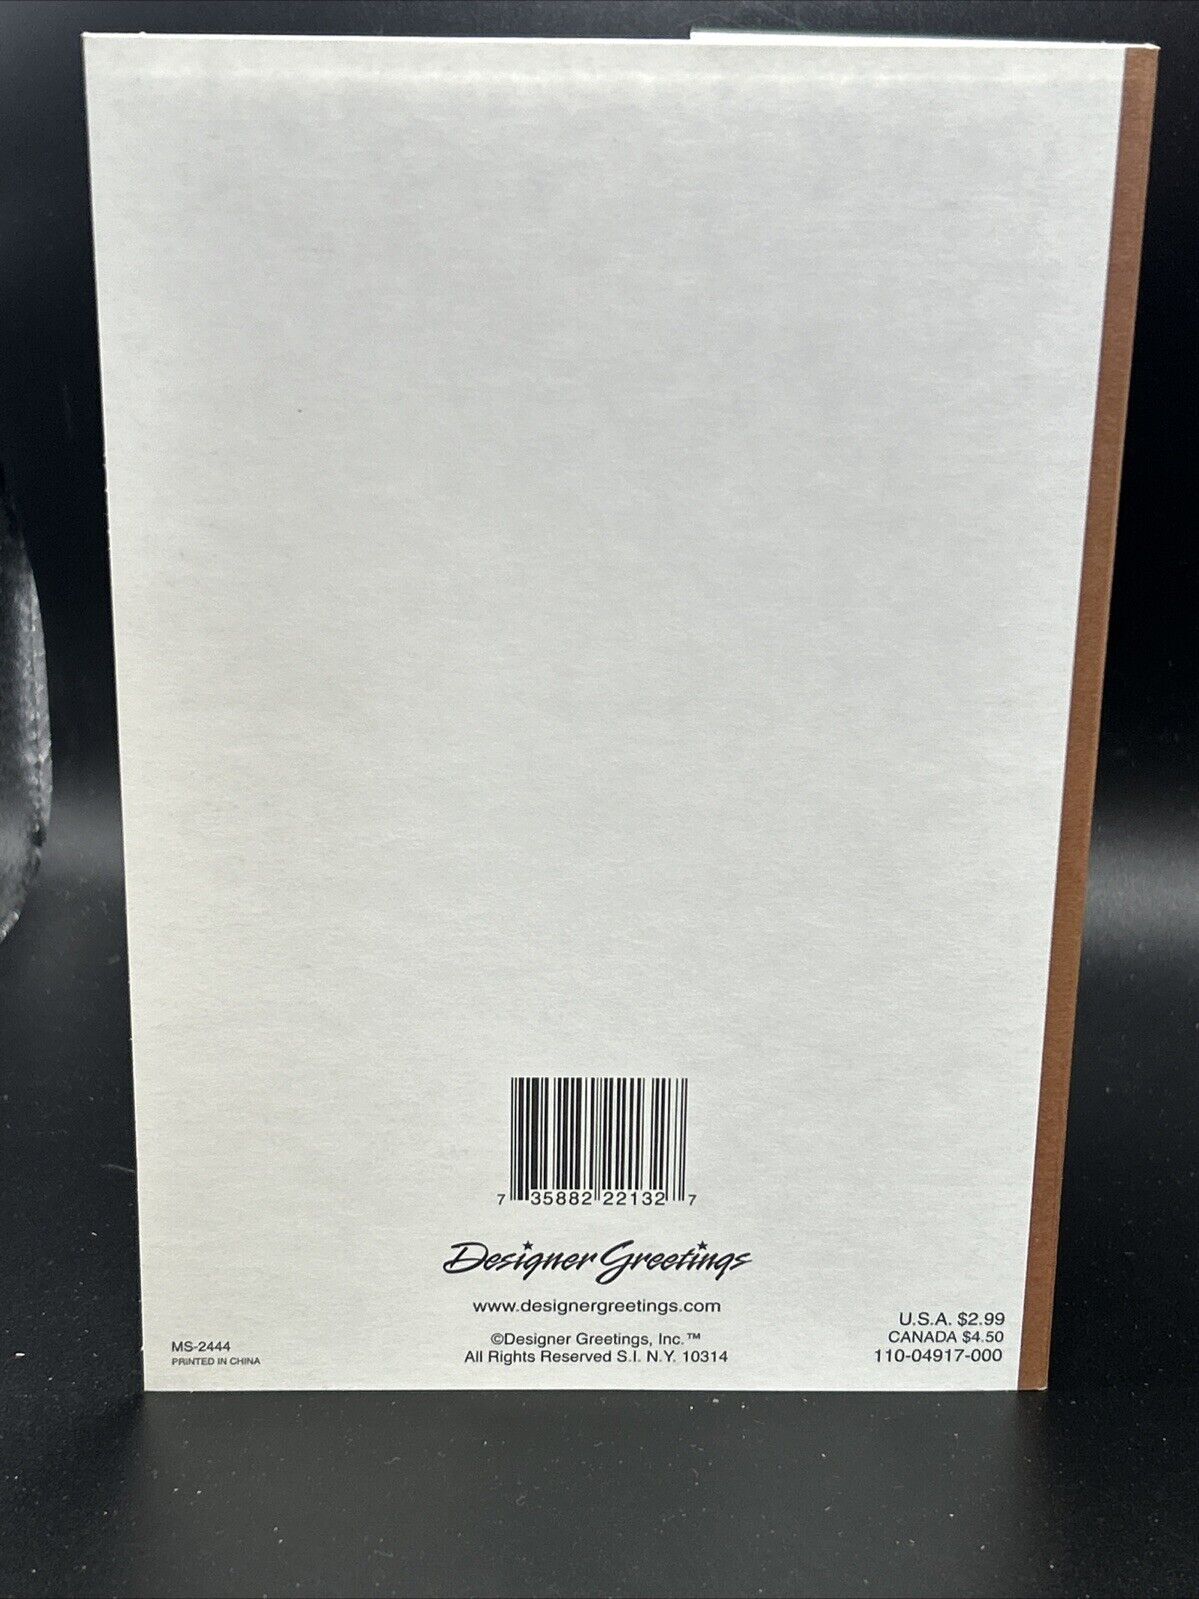 7 35882 22132 7
Designer Greetings
www.designergreetings.com
©Designer Greetings, Inc.™
All Rights Reserved S.I. N.Y. 10314
MS-2444
PRINTED IN CHINA
U.S.A. $2.99
CANADA $4.50
110-04917-000